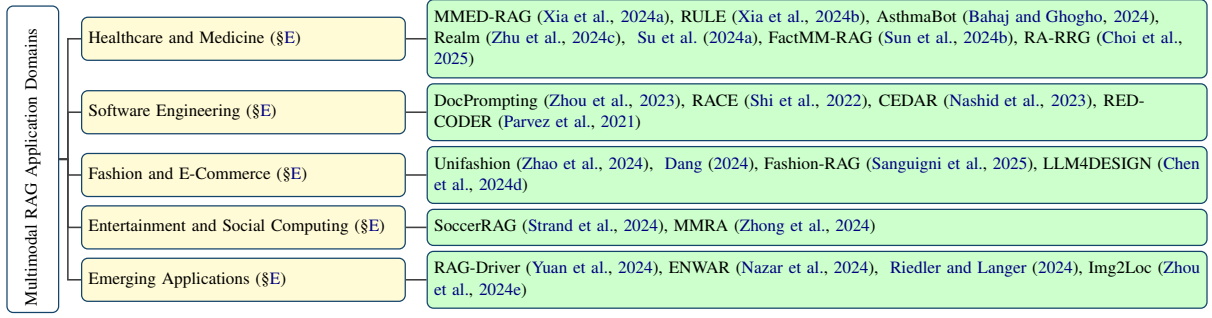 Multimodal RAG Application Domains
Healthcare and Medicine (§E)
MMED-RAG (Xia et al., 2024a), RULE (Xia et al., 2024b), AsthmaBot (Bahaj and Ghogho, 2024),
Realm (Zhu et al., 2024c), Su et al. (2024a), FactMM-RAG (Sun et al., 2024b), RA-RRG (Choi et al.,
2025)
Software Engineering (§E)
DocPrompting (Zhou et al., 2023), RACE (Shi et al., 2022), CEDAR (Nashid et al., 2023), RED-
CODER (Parvez et al., 2021)
Fashion and E-Commerce (§E)
Unifashion (Zhao et al., 2024), Dang (2024), Fashion-RAG (Sanguigni et al., 2025), LLM4DESIGN (Chen
et al., 2024d)
Entertainment and Social Computing (§E)
SoccerRAG (Strand et al., 2024), MMRA (Zhong et al., 2024)
Emerging Applications (§E)
RAG-Driver (Yuan et al., 2024), ENWAR (Nazar et al., 2024), Riedler and Langer (2024), Img2Loc (Zhou
et al., 2024e)